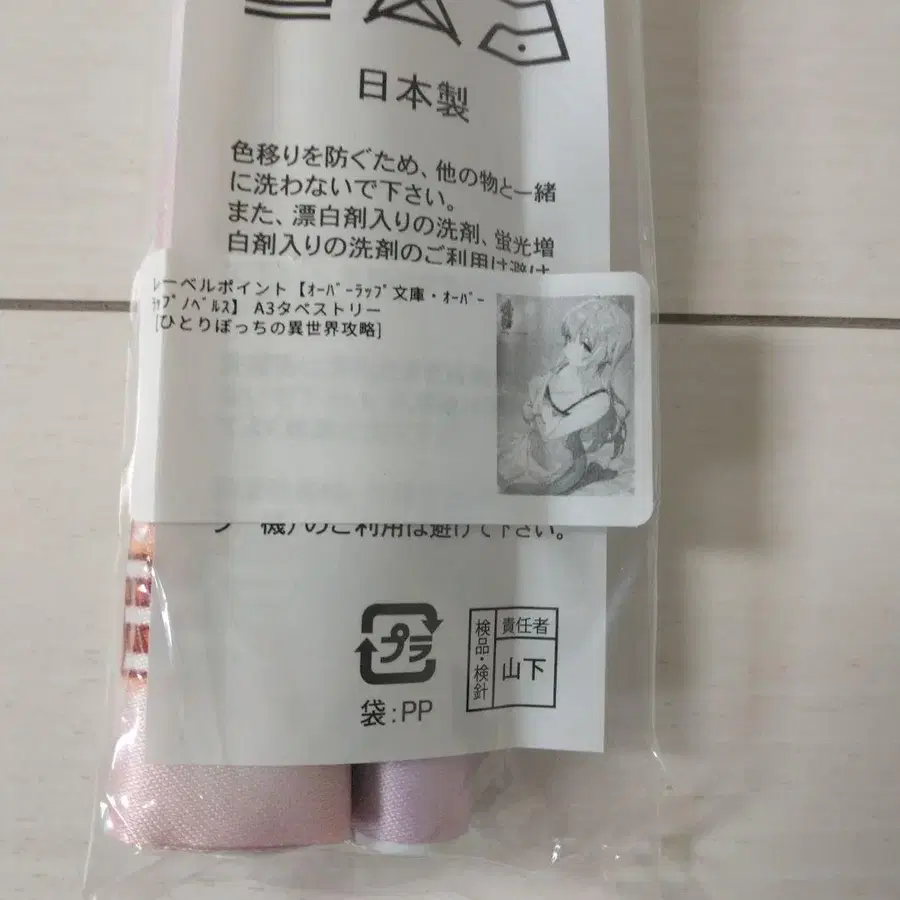 日本製
色移りを防ぐため、他の物と一緒
に洗わないで下さい。
また、漂白剤入りの洗剤、蛍光増
白剤入りの洗剤のご利用は避け
レーベルポイント【ｵｰﾊﾞｰﾗｯﾌﾟ文庫・ｵｰﾊﾞｰ
ﾗｯﾌﾟﾉﾍﾞﾙｽ】 A3タペストリー
[ひとりぼっちの異世界攻略]
機)のご利用は避けて下さい。
プラ
袋:PP
検品・検針
責任者
山下